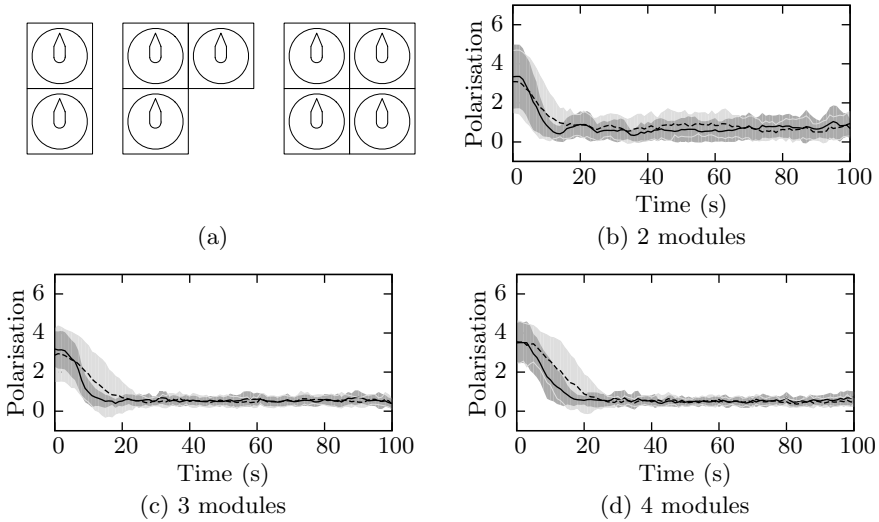 (a)
Polarisation
6
4
2
0
0 20 40 60 80 100
Time (s)
(b) 2 modules
Polarisation
6
4
2
0
0 20 40 60 80 100
Time (s)
(c) 3 modules
Polarisation
6
4
2
0
0 20 40 60 80 100
Time (s)
(d) 4 modules